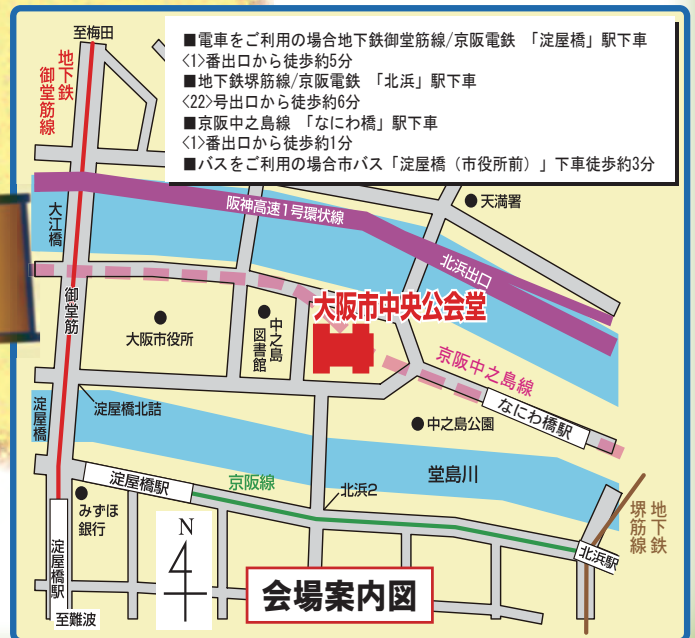 ■電車をご利用の場合地下鉄御堂筋線/京阪電鉄 「淀屋橋」駅下車
<1>番出口から徒歩約5分
■地下鉄堺筋線/京阪電鉄 「北浜」駅下車
<22>号出口から徒歩約6分
■京阪中之島線 「なにわ橋」駅下車
<1>番出口から徒歩約1分
■バスをご利用の場合市バス「淀屋橋（市役所前）」下車徒歩約3分
至梅田
地下鉄
御堂筋線
天満署
大江橋
阪神高速1号環状線
北浜出口
御堂筋
大阪市中央公会堂
大阪市役所
中之島
図書館
京阪中之島線
なにわ橋駅
淀屋橋
淀屋橋北詰
中之島公園
堂島川
淀屋橋駅
京阪線
北浜2
みずほ
銀行
地下鉄
堺筋線
北浜駅
N
淀屋橋駅
会場案内図
至難波